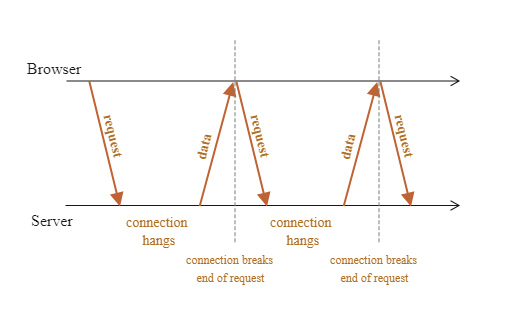 Browser
request
data
request
data
request
Server
connection
hangs
connection
hangs
connection breaks
end of request
connection breaks
end of request